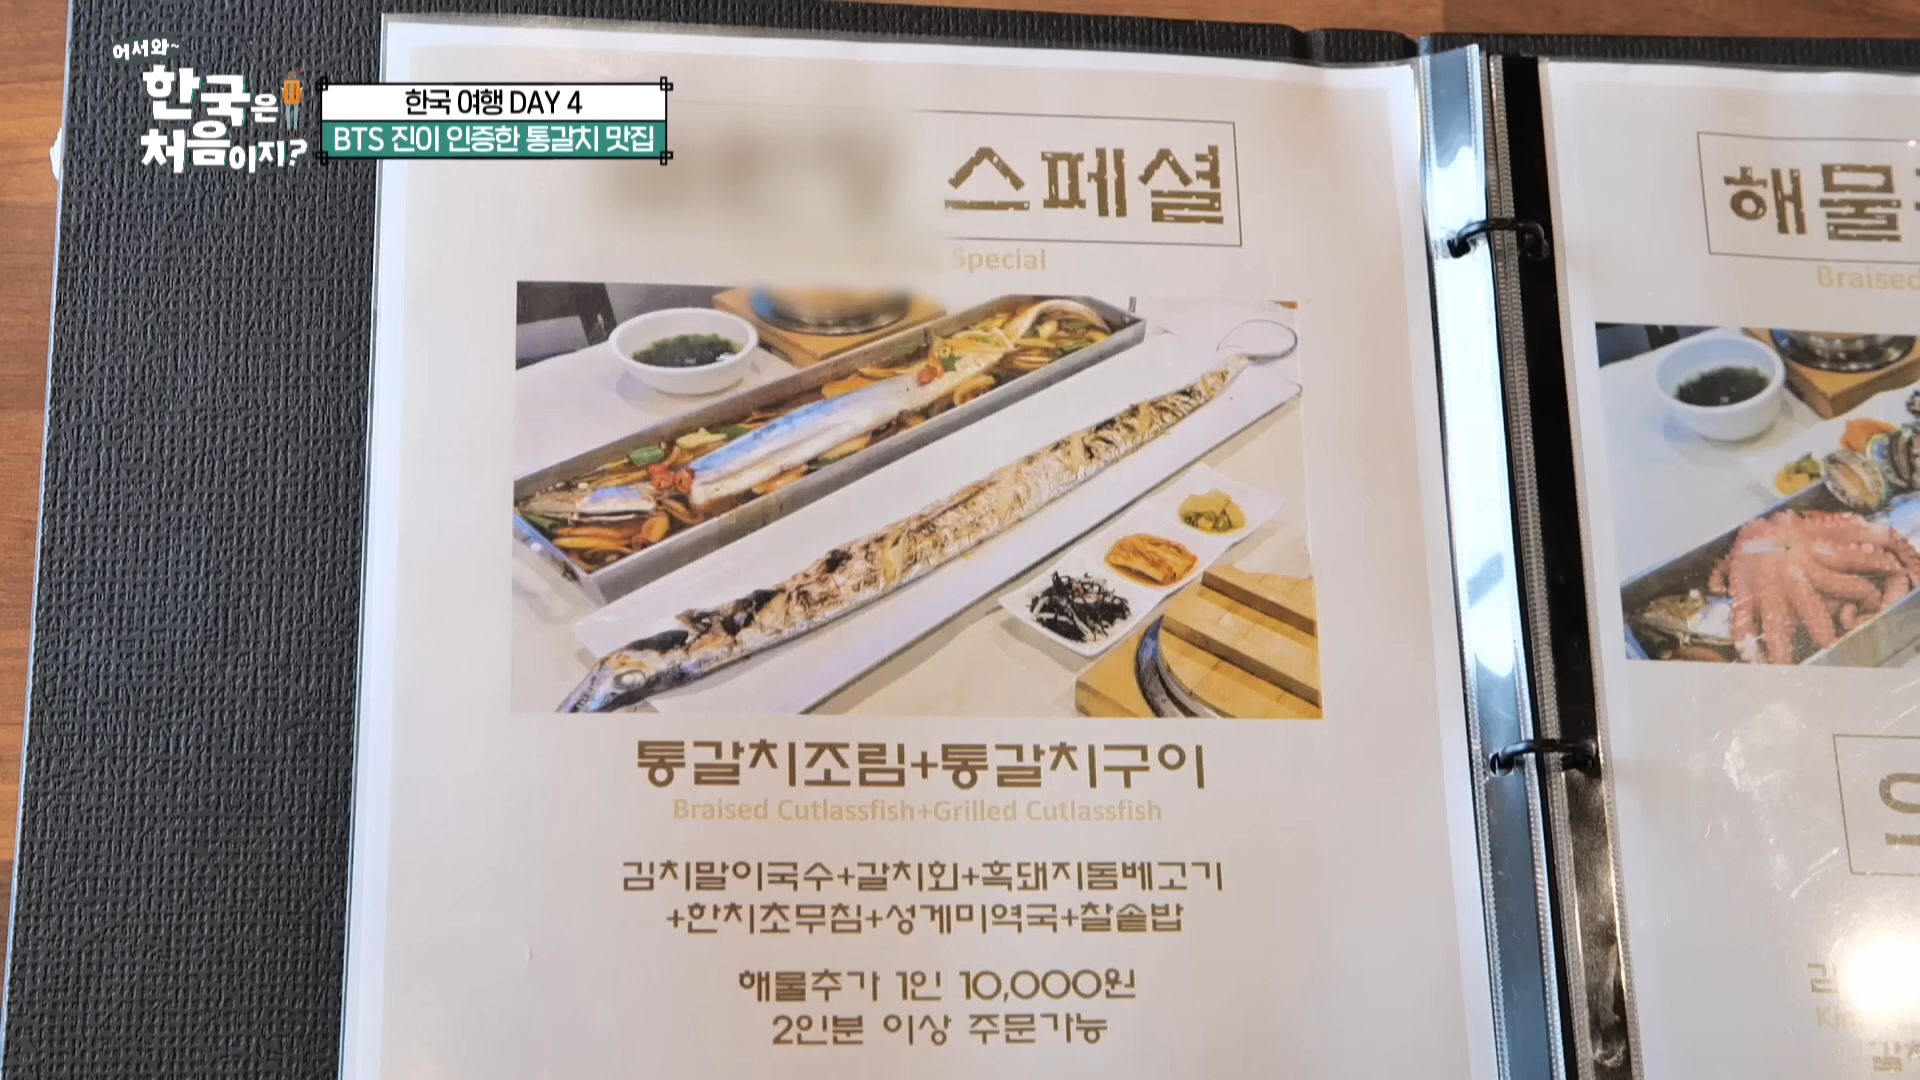 어서와~
한국은
처음이지?
한국 여행 DAY 4
BTS 진이 인증한 통갈치 맛집
스페셜
Special
통갈치조림+통갈치구이
Braised Cutlassfish+Grilled Cutlassfish
김치말이국수+갈치회+흑돼지돔베고기
+한치초무침+성게미역국+찰솥밥
해물추가 1인 10,000원
2인분 이상 주문가능
해물
Braised